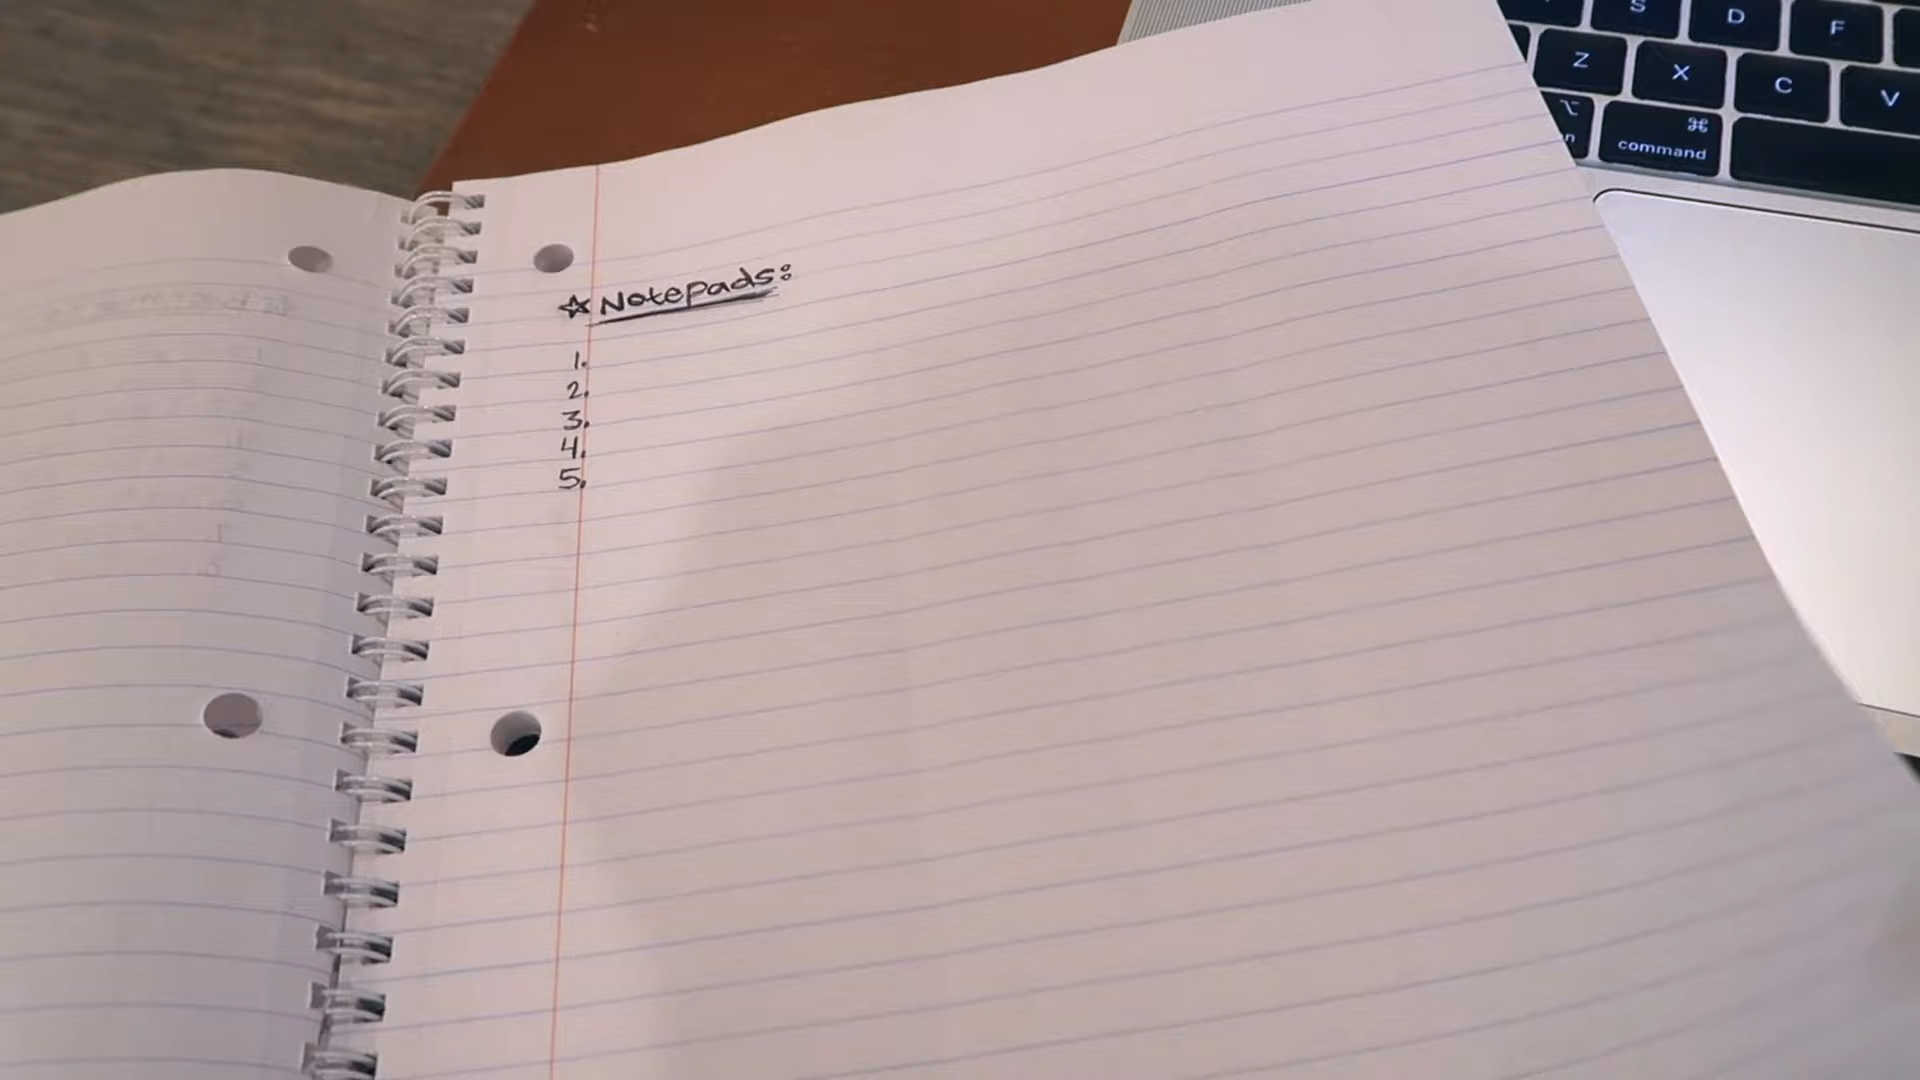 S D F
Z X C V
⌥ ⌘
command
☆ Notepads:
1.
2.
3.
4.
5.